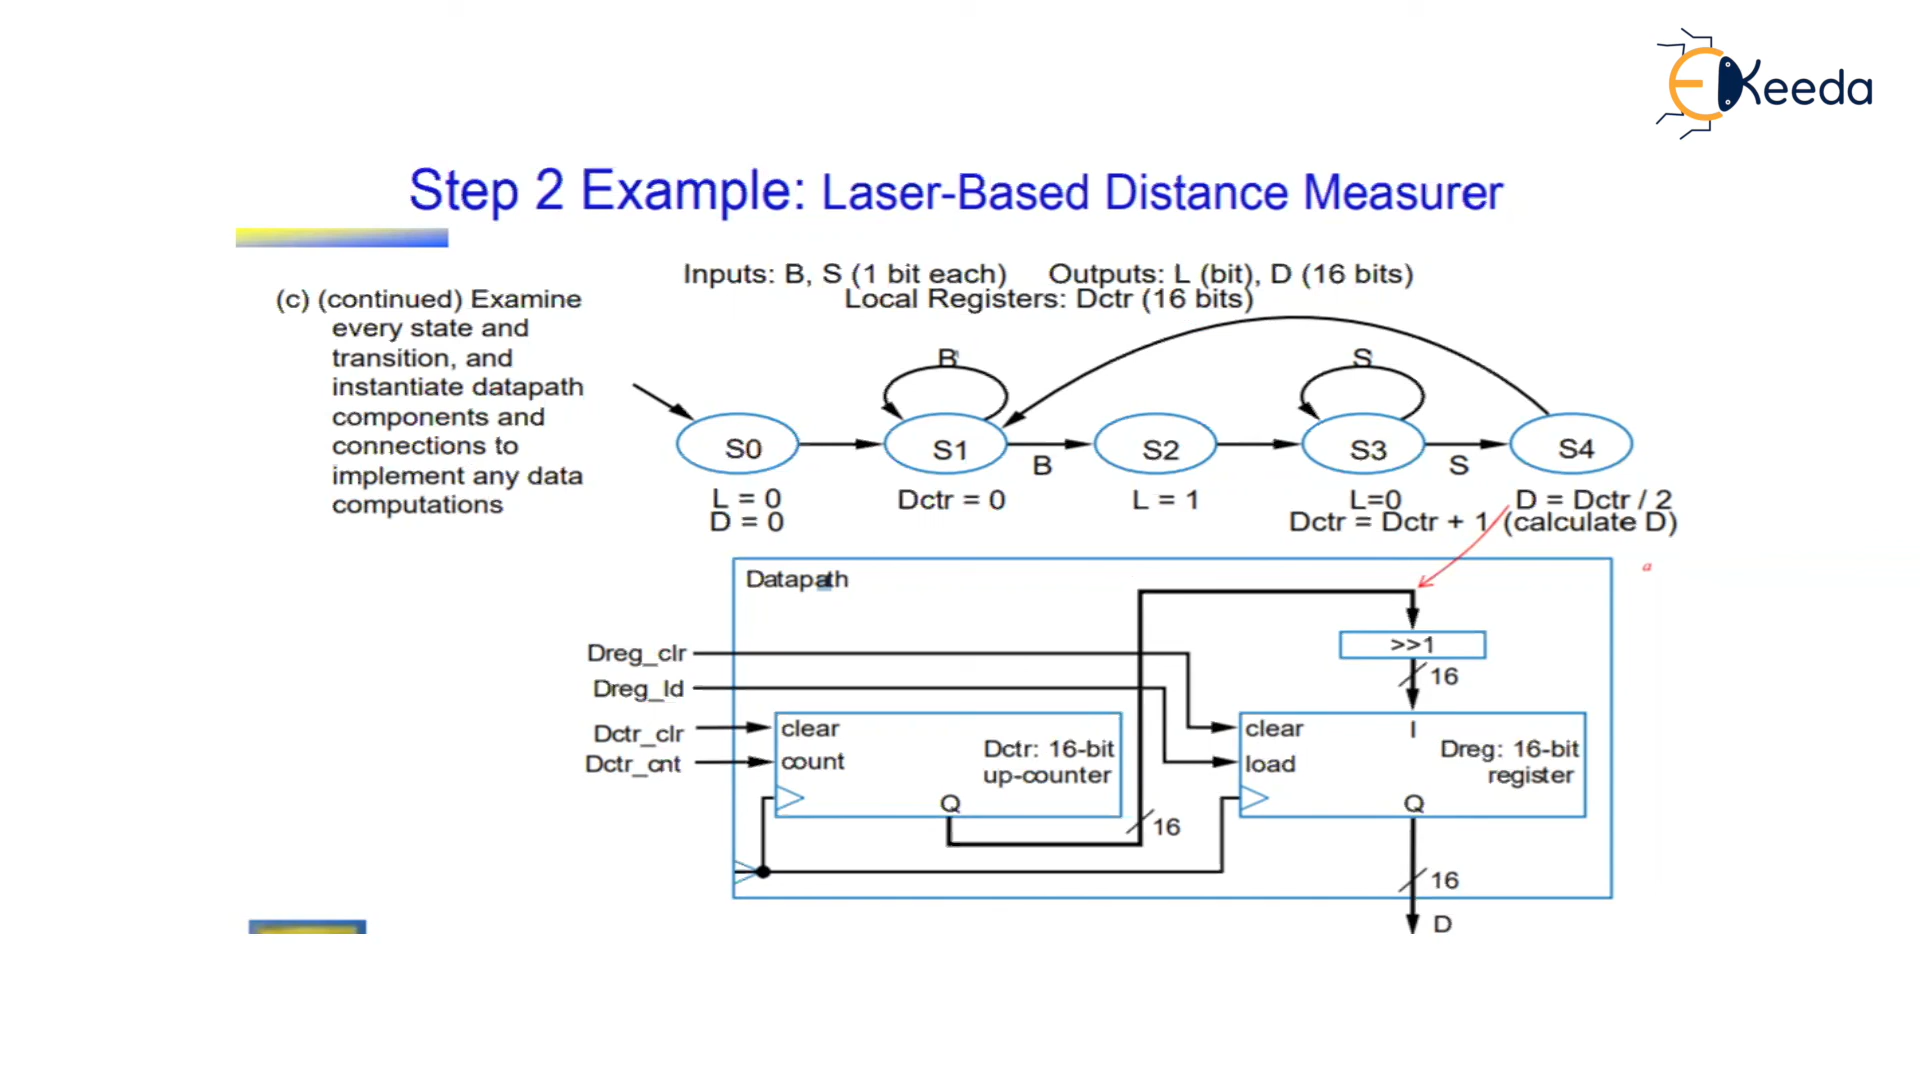 EKeeda
Step 2 Example: Laser-Based Distance Measurer
Inputs: B, S (1 bit each) Outputs: L (bit), D (16 bits)
Local Registers: Dctr (16 bits)
(c) (continued) Examine
every state and
transition, and
instantiate datapath
components and
connections to
implement any data
computations
B' S'
S0 S1 S2 S3 S4
B S
L = 0 Dctr = 0 L = 1 L=0 D = Dctr / 2
D = 0 Dctr = Dctr + 1 (calculate D)
a
Datapath
Dreg_clr
>>1
16
Dreg_ld
Dctr_clr
Dctr_cnt
clear
count
Dctr: 16-bit
up-counter
Q
16
clear
load
I
Dreg: 16-bit
register
Q
16
D